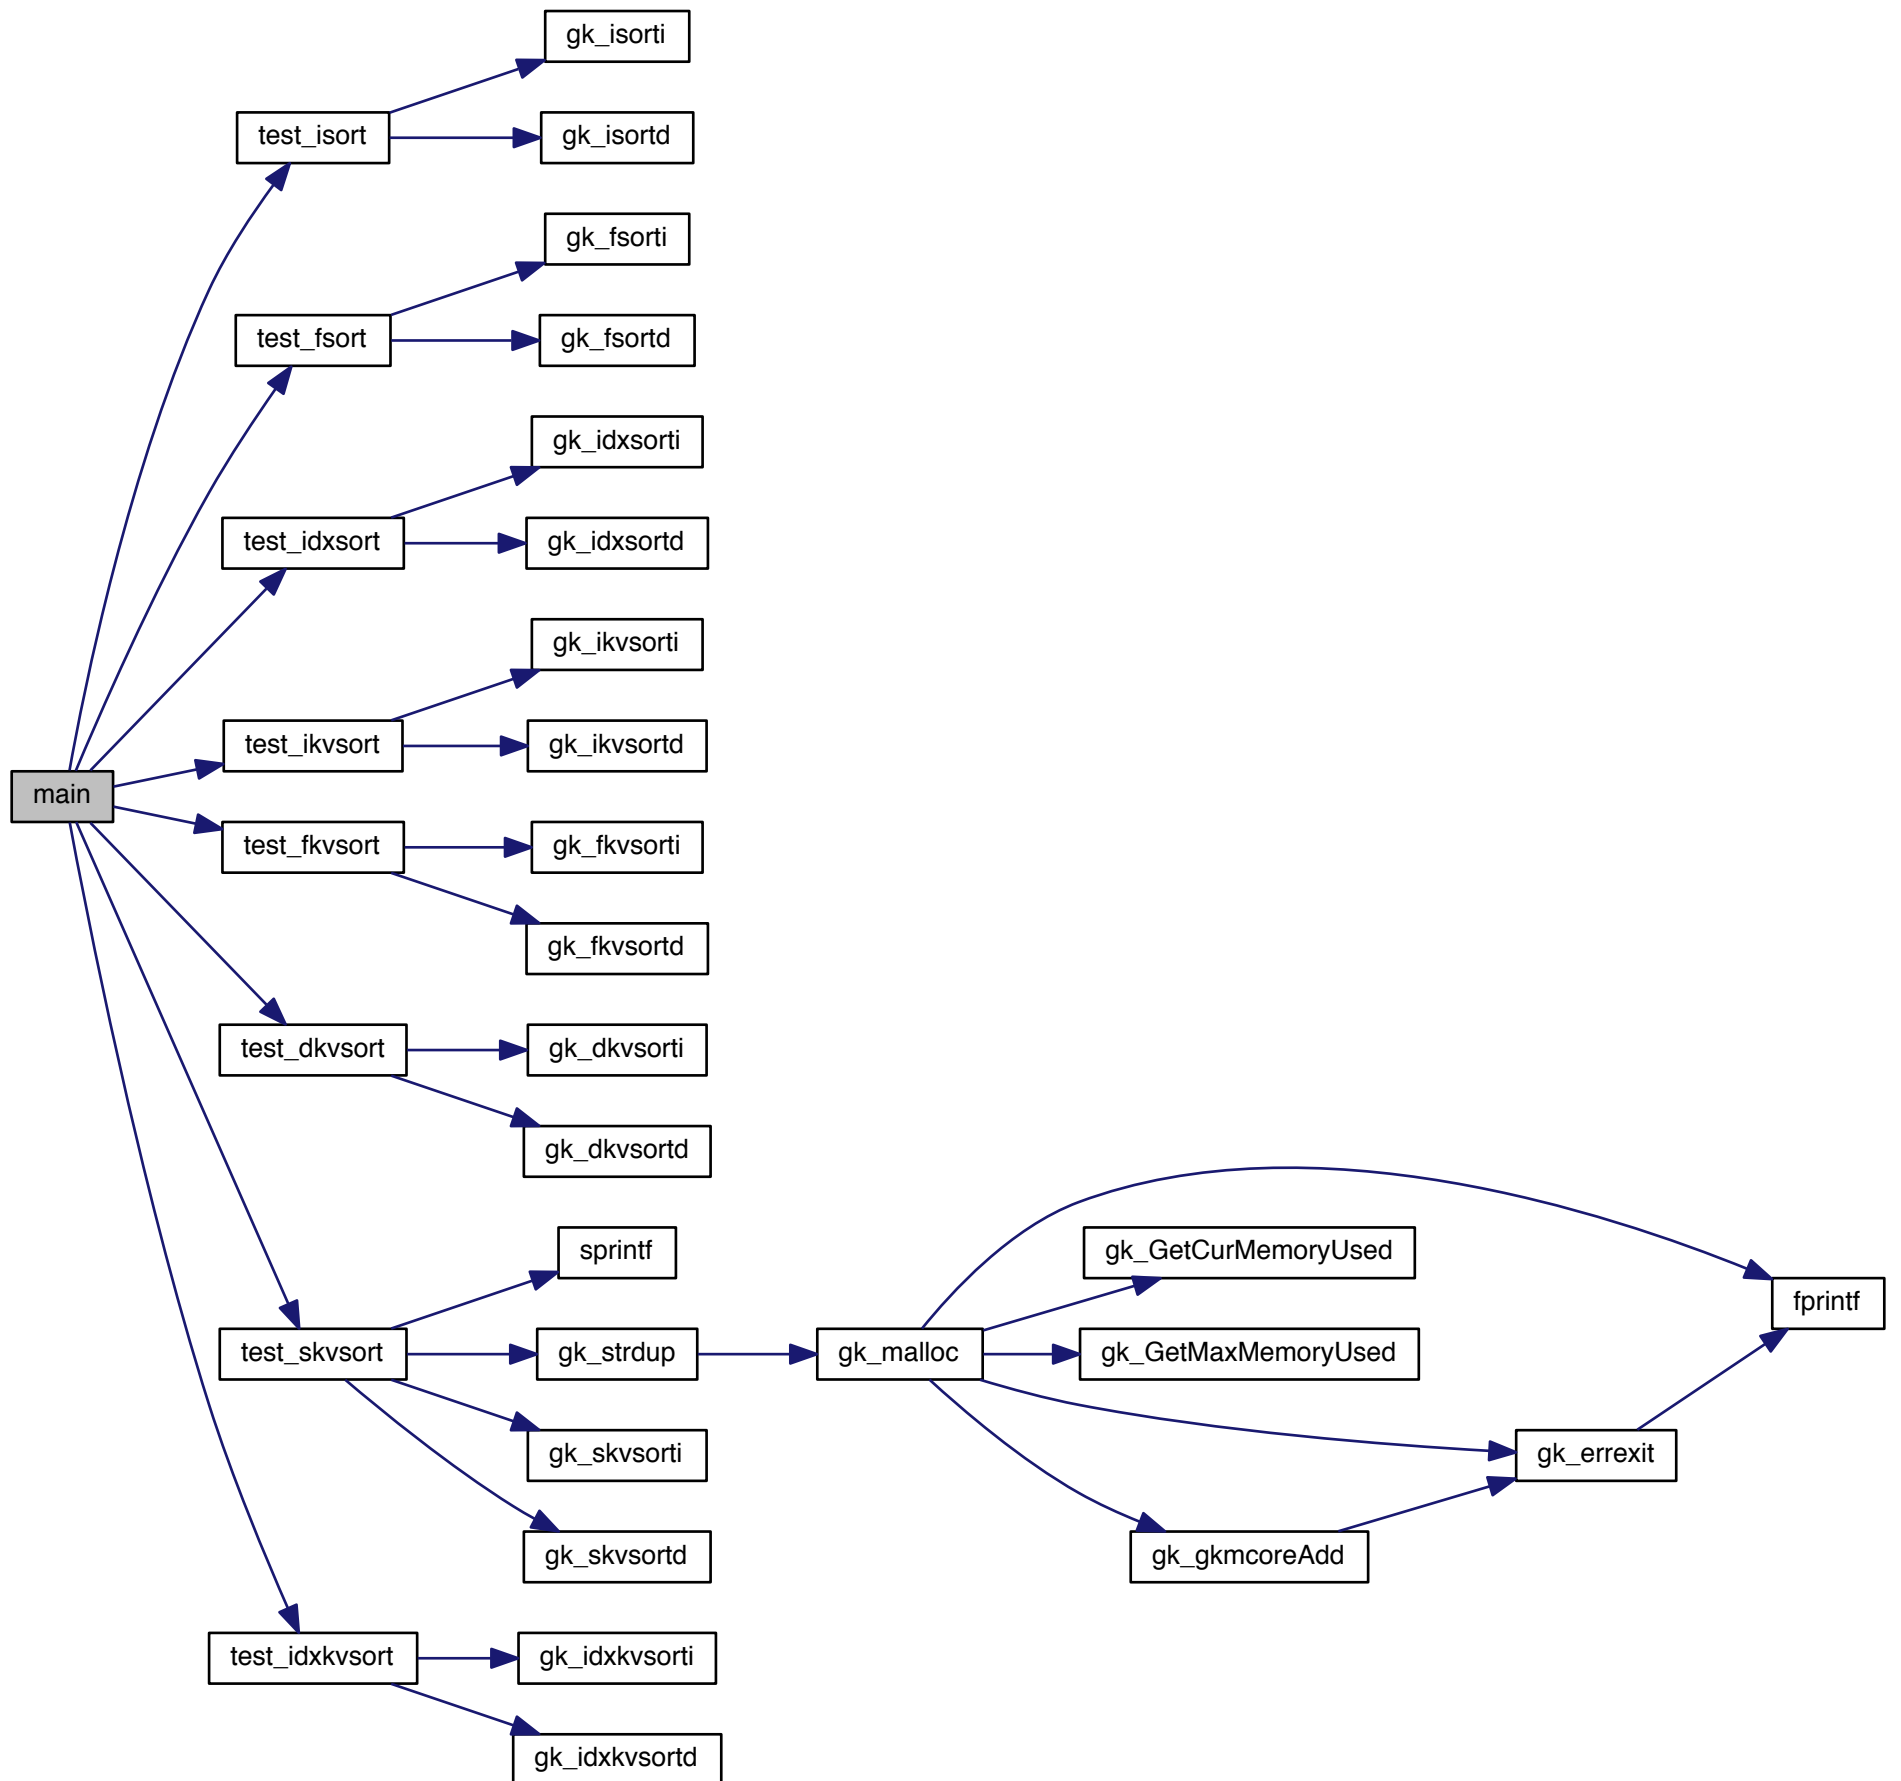 gk_isorti
test_isort
gk_isortd
gk_fsorti
test_fsort
gk_fsortd
gk_idxsorti
test_idxsort
gk_idxsortd
gk_ikvsorti
test_ikvsort
gk_ikvsortd
main
test_fkvsort
gk_fkvsorti
gk_fkvsortd
test_dkvsort
gk_dkvsorti
gk_dkvsortd
sprintf
gk_GetCurMemoryUsed
fprintf
test_skvsort
gk_strdup
gk_malloc
gk_GetMaxMemoryUsed
gk_skvsorti
gk_errexit
gk_skvsortd
gk_gkmcoreAdd
test_idxkvsort
gk_idxkvsorti
gk_idxkvsortd